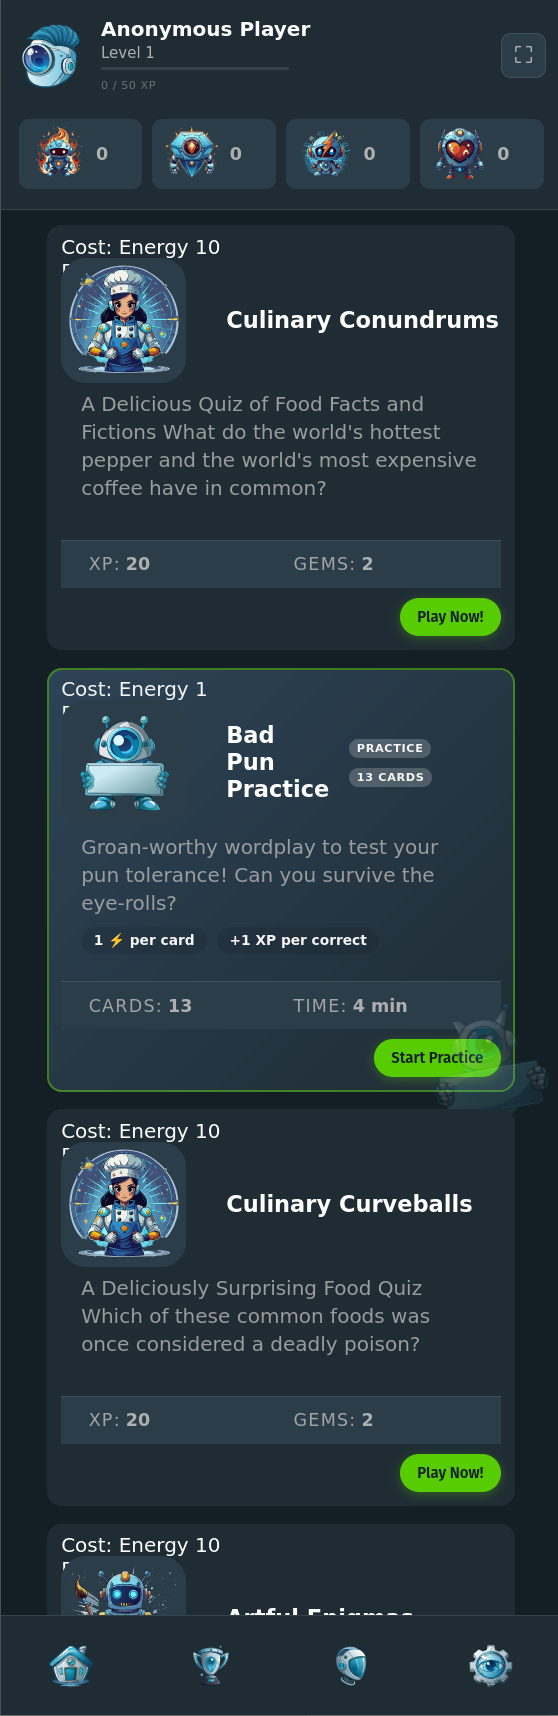 Anonymous Player
Level 1
0 / 50 XP
0
0
0
0
Cost: Energy 10
Culinary Conundrums
A Delicious Quiz of Food Facts and
Fictions What do the world's hottest
pepper and the world's most expensive
coffee have in common?
XP: 20
GEMS: 2
Play Now!
Cost: Energy 1
Bad
Pun
Practice
PRACTICE
13 CARDS
Groan-worthy wordplay to test your
pun tolerance! Can you survive the
eye-rolls?
1 ⚡ per card
+1 XP per correct
CARDS: 13
TIME: 4 min
Start Practice
Cost: Energy 10
Culinary Curveballs
A Deliciously Surprising Food Quiz
Which of these common foods was
once considered a deadly poison?
XP: 20
GEMS: 2
Play Now!
Cost: Energy 10
Artful Enigmas